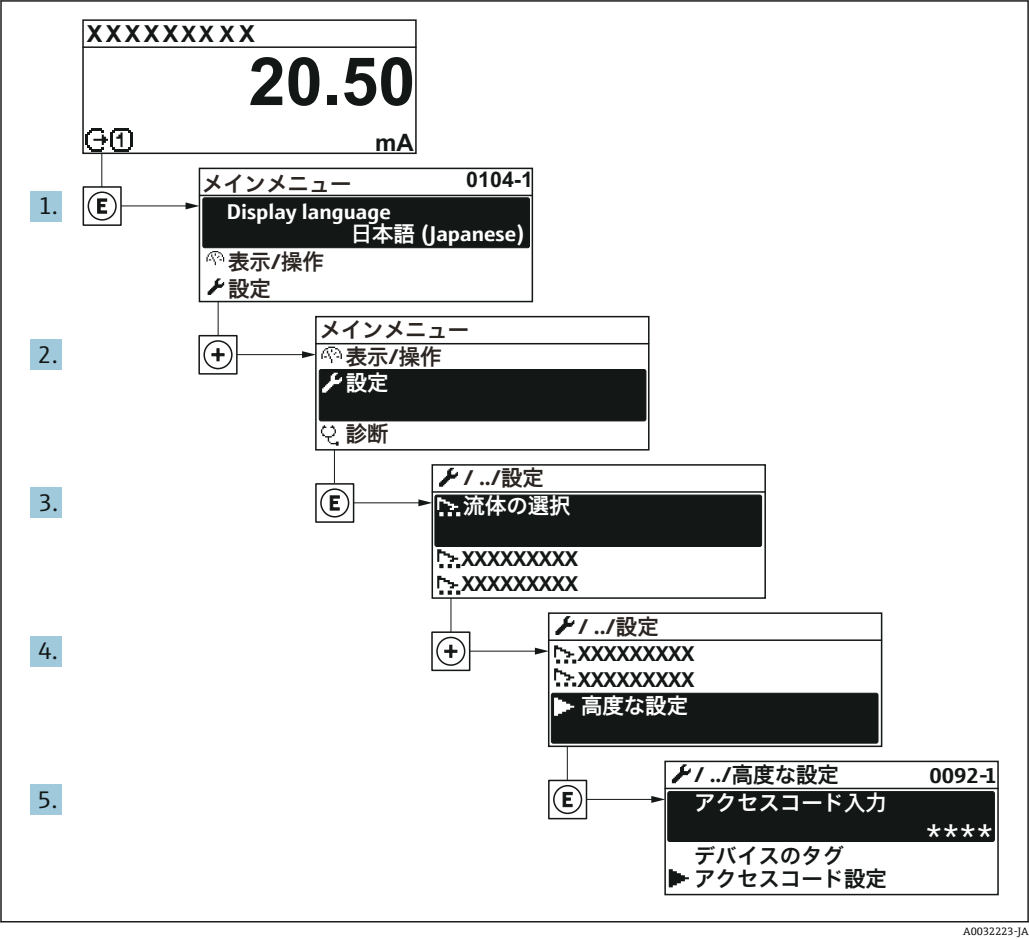 XXXXXXXXX
20.50
1
mA
1.
E
メインメニュー 0104-1
Display language
日本語 (Japanese)
表示/操作
設定
2.
+
メインメニュー
表示/操作
設定
診断
3.
E
/ ../設定
流体の選択
XXXXXXXXX
XXXXXXXXX
4.
+
/ ../設定
XXXXXXXXX
XXXXXXXXX
高度な設定
5.
E
/ ../高度な設定 0092-1
アクセスコード入力
****
デバイスのタグ
アクセスコード設定
A0032223-JA